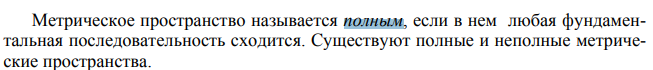 Метрическое пространство называется полным, если в нем любая фундамен-
тальная последовательность сходится. Существуют полные и неполные метриче-
ские пространства.